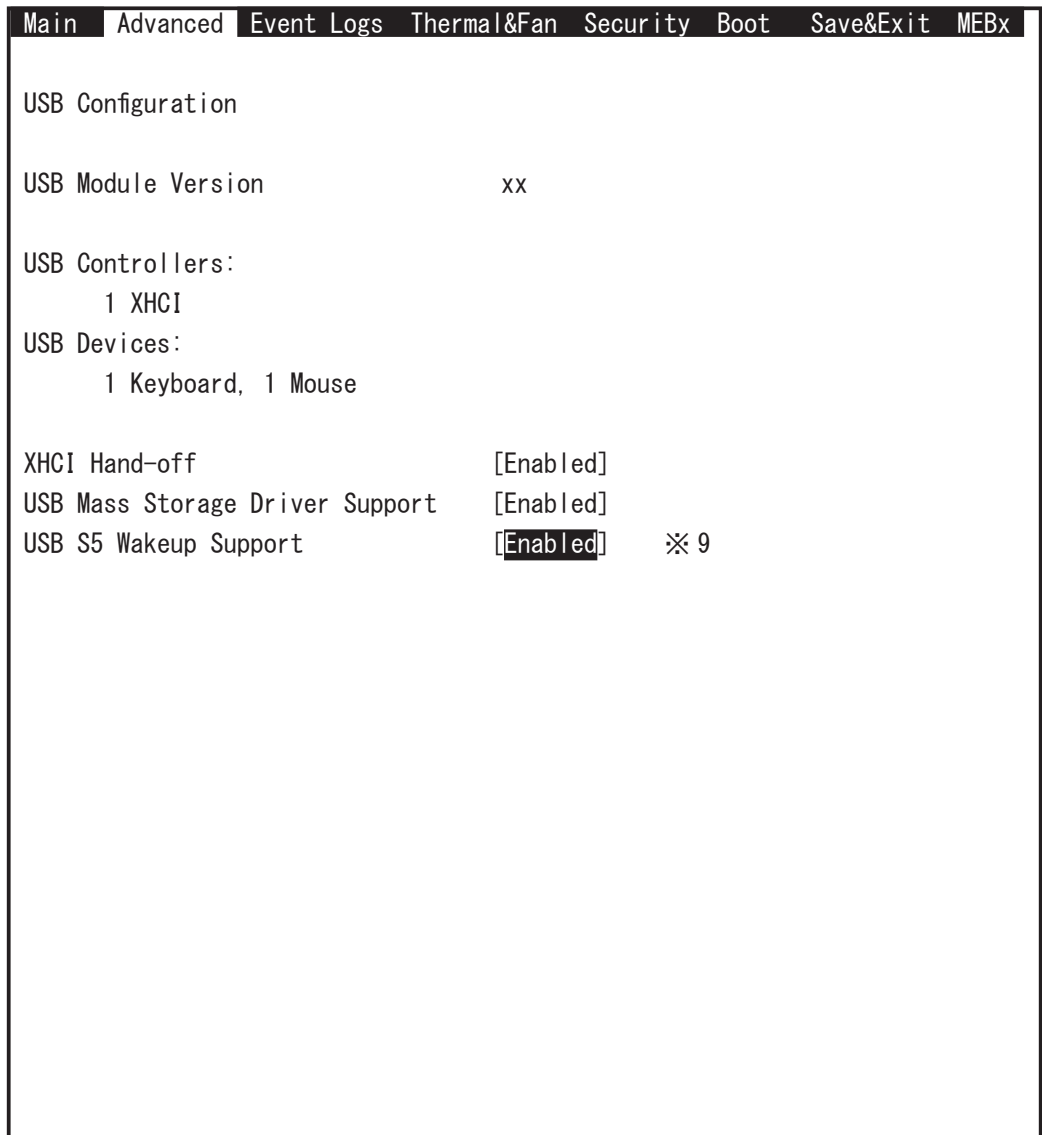 Main Advanced Event Logs Thermal&Fan Security Boot Save&Exit MEBx
USB Configuration
USB Module Version xx
USB Controllers:
1 XHCI
USB Devices:
1 Keyboard, 1 Mouse
XHCI Hand-off [Enabled]
USB Mass Storage Driver Support [Enabled]
USB S5 Wakeup Support [Enabled] ※ 9